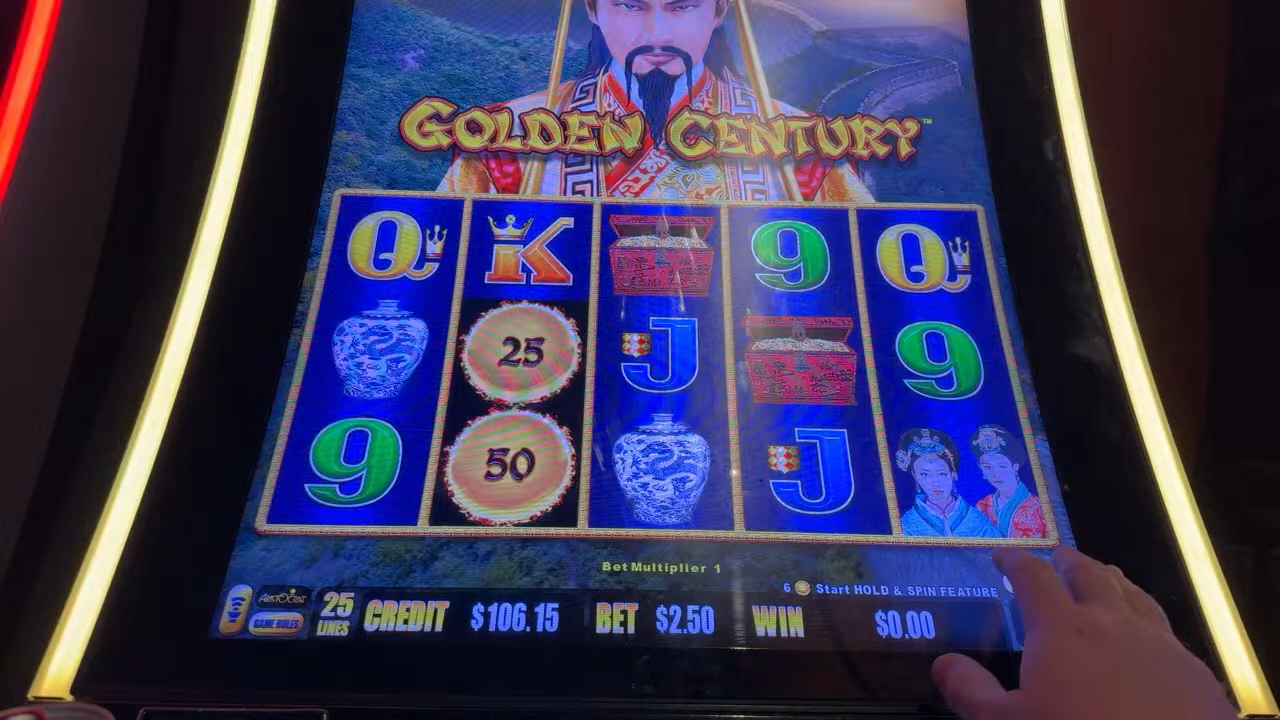 GOLDEN CENTURY™
Q K 9 Q
25 J 9
9 50 J
Bet Multiplier 1
6 Start HOLD & SPIN FEATURE
ARISTOCRAT
GAME RULES
25 LINES
CREDIT $106.15 BET $2.50 WIN $0.00